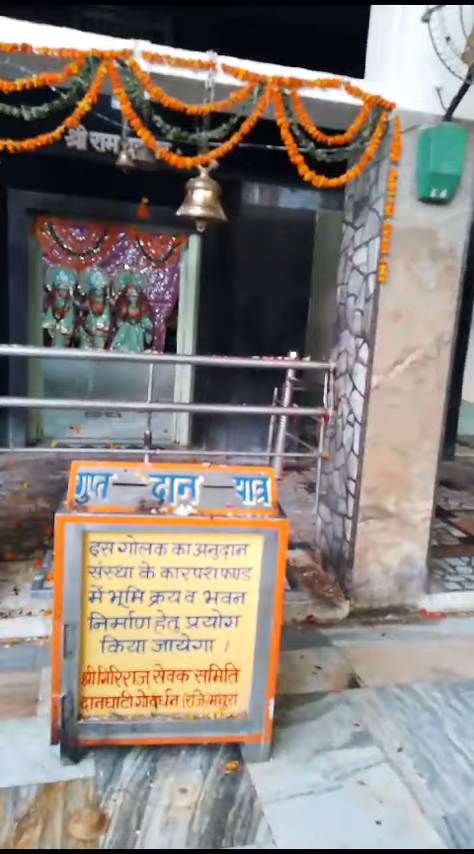 श्री राम
गुप्त — दान — पात्र
इस गोलक का अनुदान
संस्था के कारपस फण्ड
में भूमि क्रय व भवन
निर्माण हेतु प्रयोग
किया जायेगा ।
श्री गिरिराज सेवक समिति
दानघाटी गोवर्धन (रजि॰) मथुरा